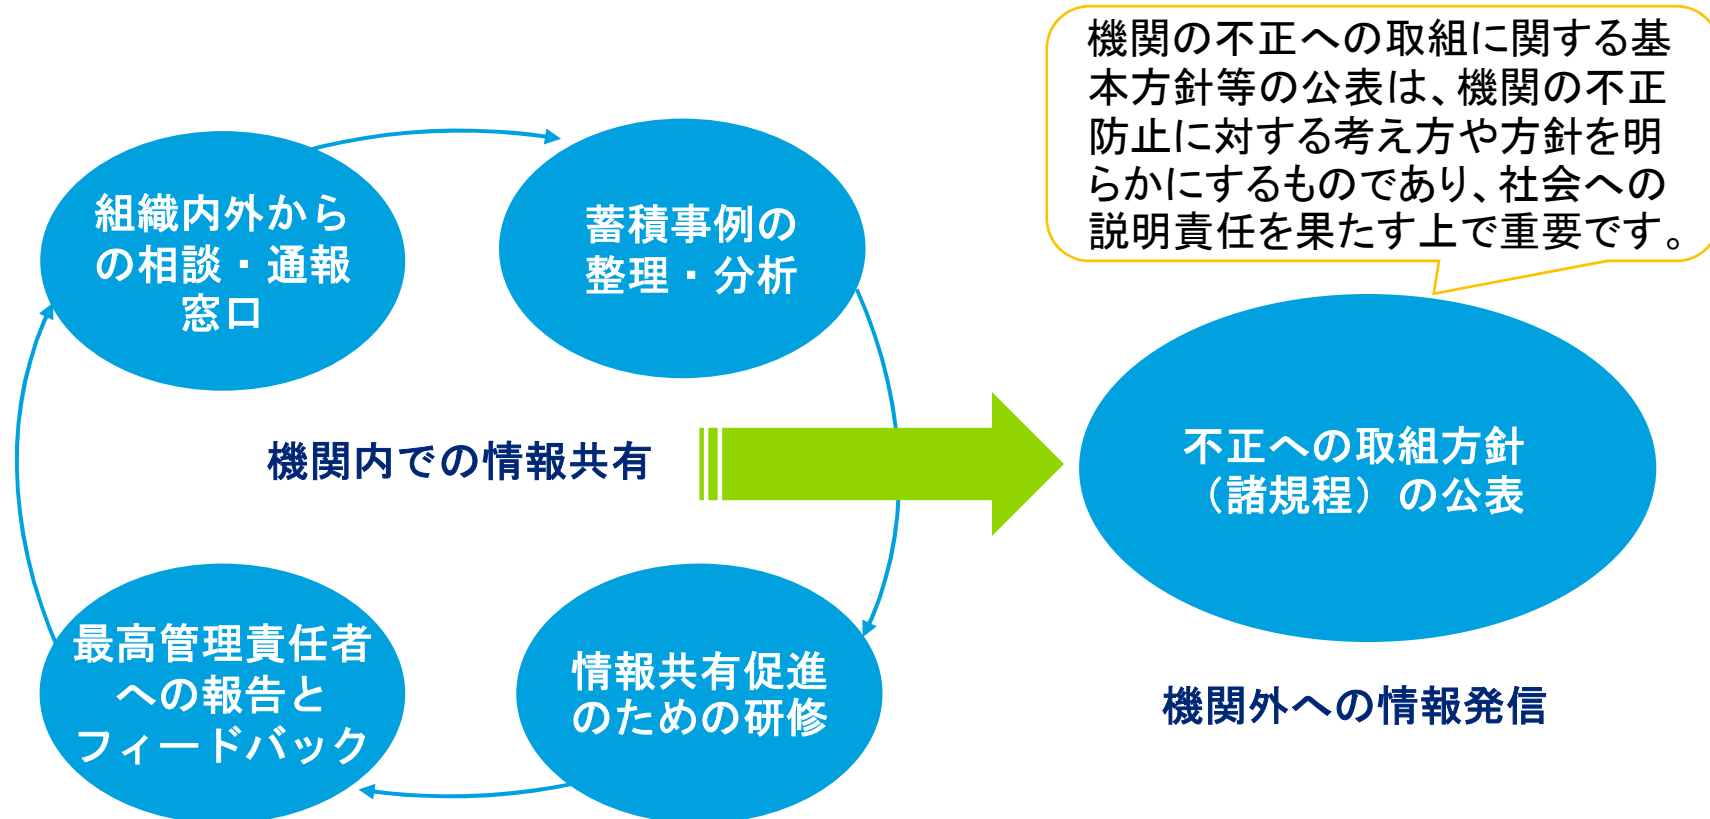 機関の不正への取組に関する基
本方針等の公表は、機関の不正
防止に対する考え方や方針を明
らかにするものであり、社会への
説明責任を果たす上で重要です。
組織内外から
の相談・通報
窓口
蓄積事例の
整理・分析
機関内での情報共有
不正への取組方針
（諸規程）の公表
最高管理責任者
への報告と
フィードバック
情報共有促進
のための研修
機関外への情報発信